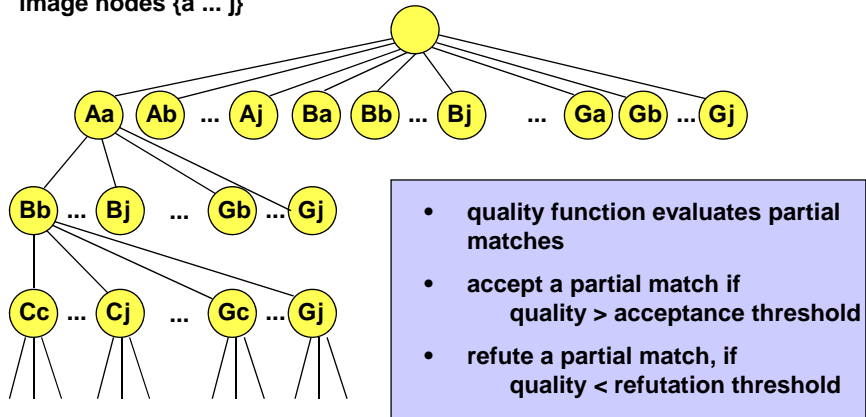 image nodes {a ... j}
Aa Ab ... Aj Ba Bb ... Bj ... Ga Gb ... Gj
Bb ... Bj ... Gb ... Gj
Cc ... Cj ... Gc ... Gj
• quality function evaluates partial
matches
• accept a partial match if
quality > acceptance threshold
• refute a partial match, if
quality < refutation threshold